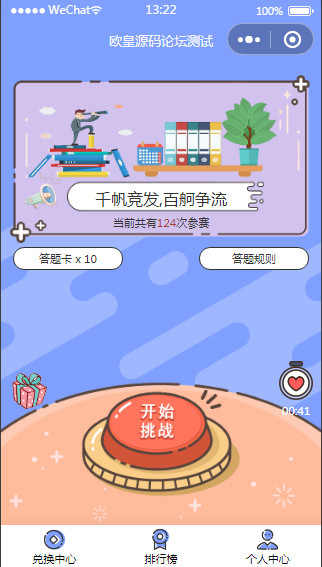 WeChat 13:22 100%
欧皇源码论坛测试
千帆竞发,百舸争流
当前共有124次参赛
答题卡 x 10 答题规则
开始
挑战
00:41
兑换中心 排行榜 个人中心